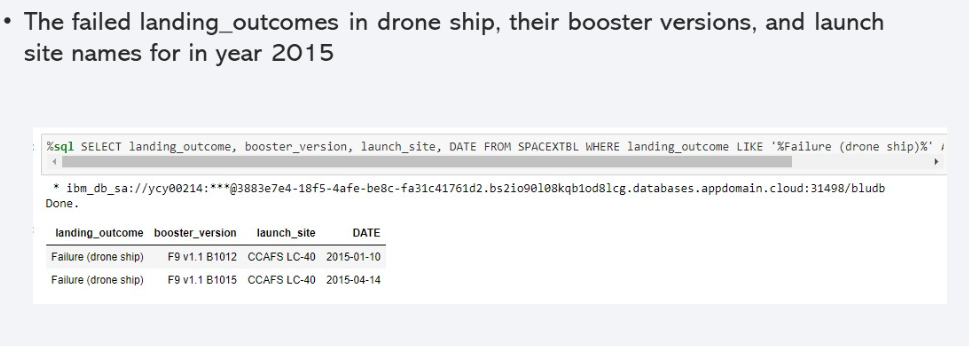 • The failed landing_outcomes in drone ship, their booster versions, and launch
site names for in year 2015
%sql SELECT landing_outcome, booster_version, launch_site, DATE FROM SPACEXTBL WHERE landing_outcome LIKE '%Failure (drone ship)%'
* ibm_db_sa://ycy00214:***@3883e7e4-18f5-4afe-be8c-fa31c41761d2.bs2io90l08kqb1od8lcg.databases.appdomain.cloud:31498/bludb
Done.
landing_outcome booster_version launch_site DATE
Failure (drone ship) F9 v1.1 B1012 CCAFS LC-40 2015-01-10
Failure (drone ship) F9 v1.1 B1015 CCAFS LC-40 2015-04-14